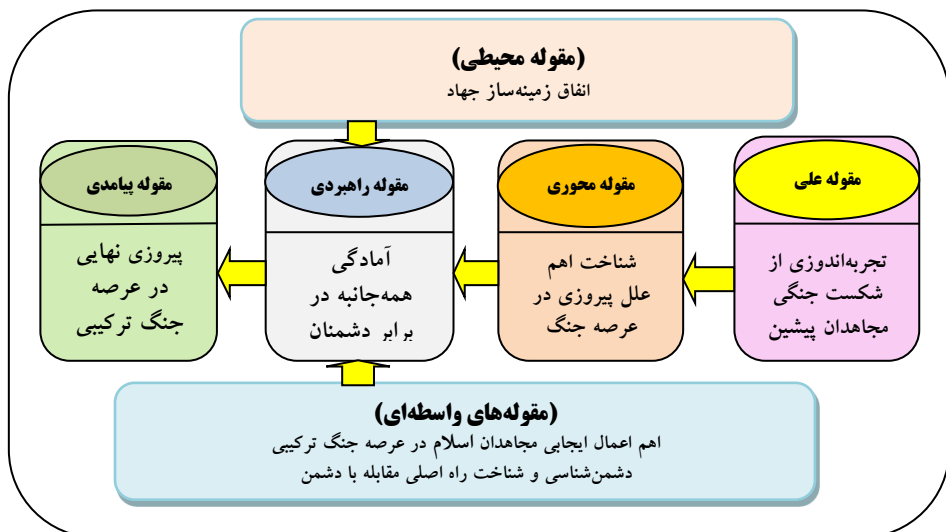 (مقوله محیطی)
انفاق زمینه‌ساز جهاد
مقوله علی
تجربه‌اندوزی از
شکست جنگی
مجاهدان پیشین
مقوله محوری
شناخت اهم
علل پیروزی در
عرصه جنگ
مقوله راهبردی
آمادگی
همه‌جانبه در
برابر دشمنان
مقوله پیامدی
پیروزی نهایی
در عرصه
جنگ ترکیبی
(مقوله‌های واسطه‌ای)
اهم اعمال ایجابی مجاهدان اسلام در عرصه جنگ ترکیبی
دشمن‌شناسی و شناخت راه اصلی مقابله با دشمن